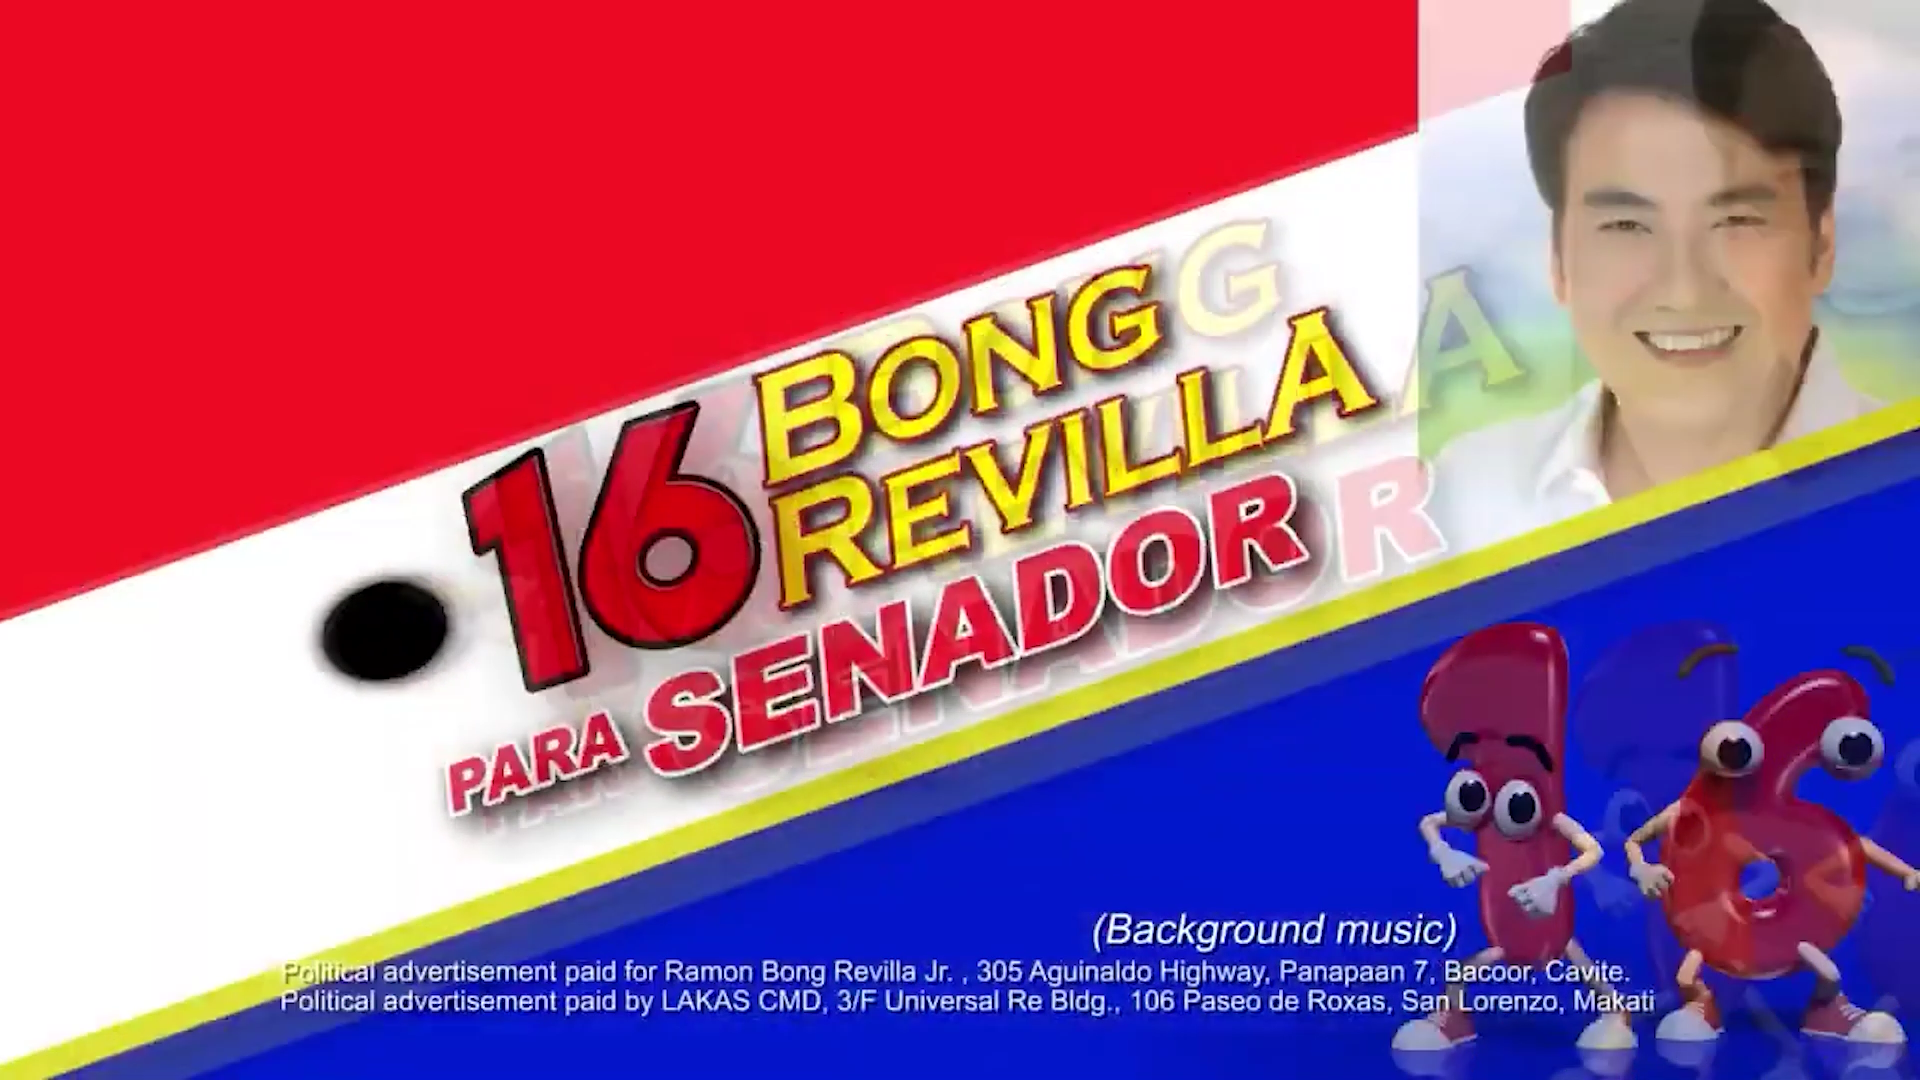 BONG
16 REVILLA
PARA SENADOR
(Background music)
Political advertisement paid for Ramon Bong Revilla Jr. , 305 Aguinaldo Highway, Panapaan 7, Bacoor, Cavite.
Political advertisement paid by LAKAS CMD, 3/F Universal Re Bldg., 106 Paseo de Roxas, San Lorenzo, Makati